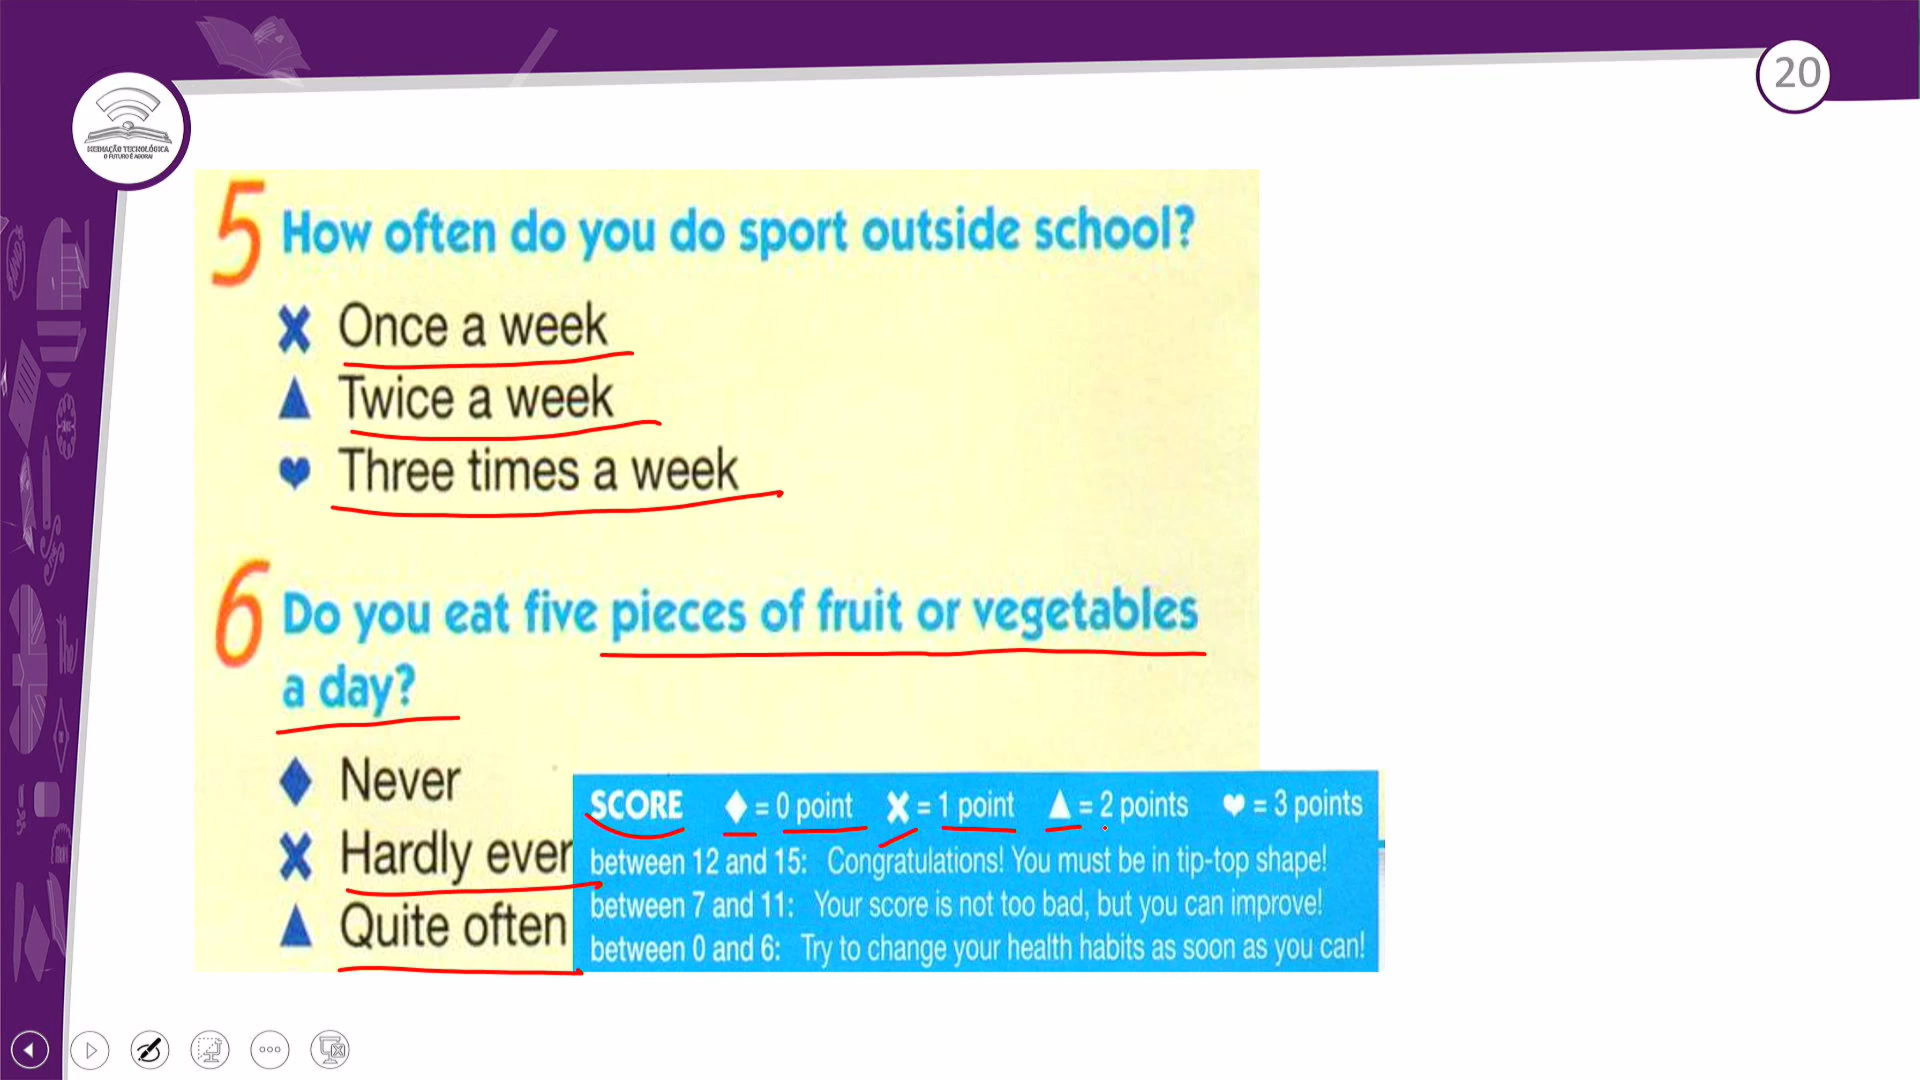 20
MEDIAÇÃO TECNOLÓGICA
O FUTURO É AGORA!
5 How often do you do sport outside school?
Once a week
Twice a week
Three times a week
6 Do you eat five pieces of fruit or vegetables
a day?
Never
Hardly ever
Quite often
SCORE ♦ = 0 point ✖ = 1 point ▲ = 2 points ♥ = 3 points
between 12 and 15: Congratulations! You must be in tip-top shape!
between 7 and 11: Your score is not too bad, but you can improve!
between 0 and 6: Try to change your health habits as soon as you can!